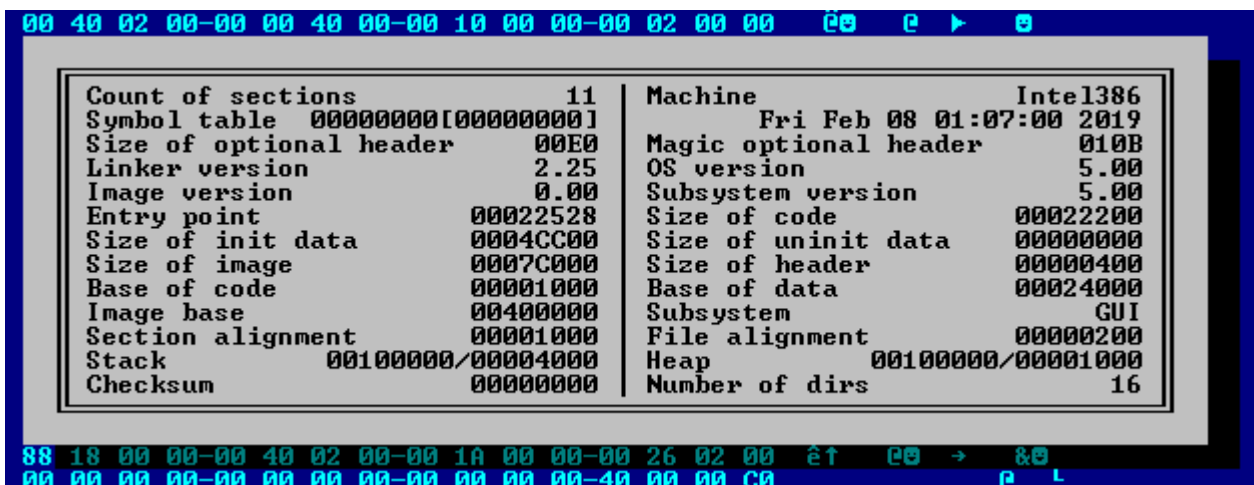 00 40 02 00-00 00 40 00-00 10 00 00-00 02 00 00 ë☻ @ ► ☻
Count of sections 11 Machine Intel386
Symbol table 00000000[00000000] Fri Feb 08 01:07:00 2019
Size of optional header 00E0 Magic optional header 010B
Linker version 2.25 OS version 5.00
Image version 0.00 Subsystem version 5.00
Entry point 00022528 Size of code 00022200
Size of init data 0004CC00 Size of uninit data 00000000
Size of image 0007C000 Size of header 00000400
Base of code 00001000 Base of data 00024000
Image base 00400000 Subsystem GUI
Section alignment 00001000 File alignment 00000200
Stack 00100000/00004000 Heap 00100000/00001000
Checksum 00000000 Number of dirs 16
88 18 00 00-00 40 02 00-00 1A 00 00-00 26 02 00 ê↑ @☻ → &☻
00 00 00 00-00 00 00 00-00 00 00 00-40 00 00 C0 @ └